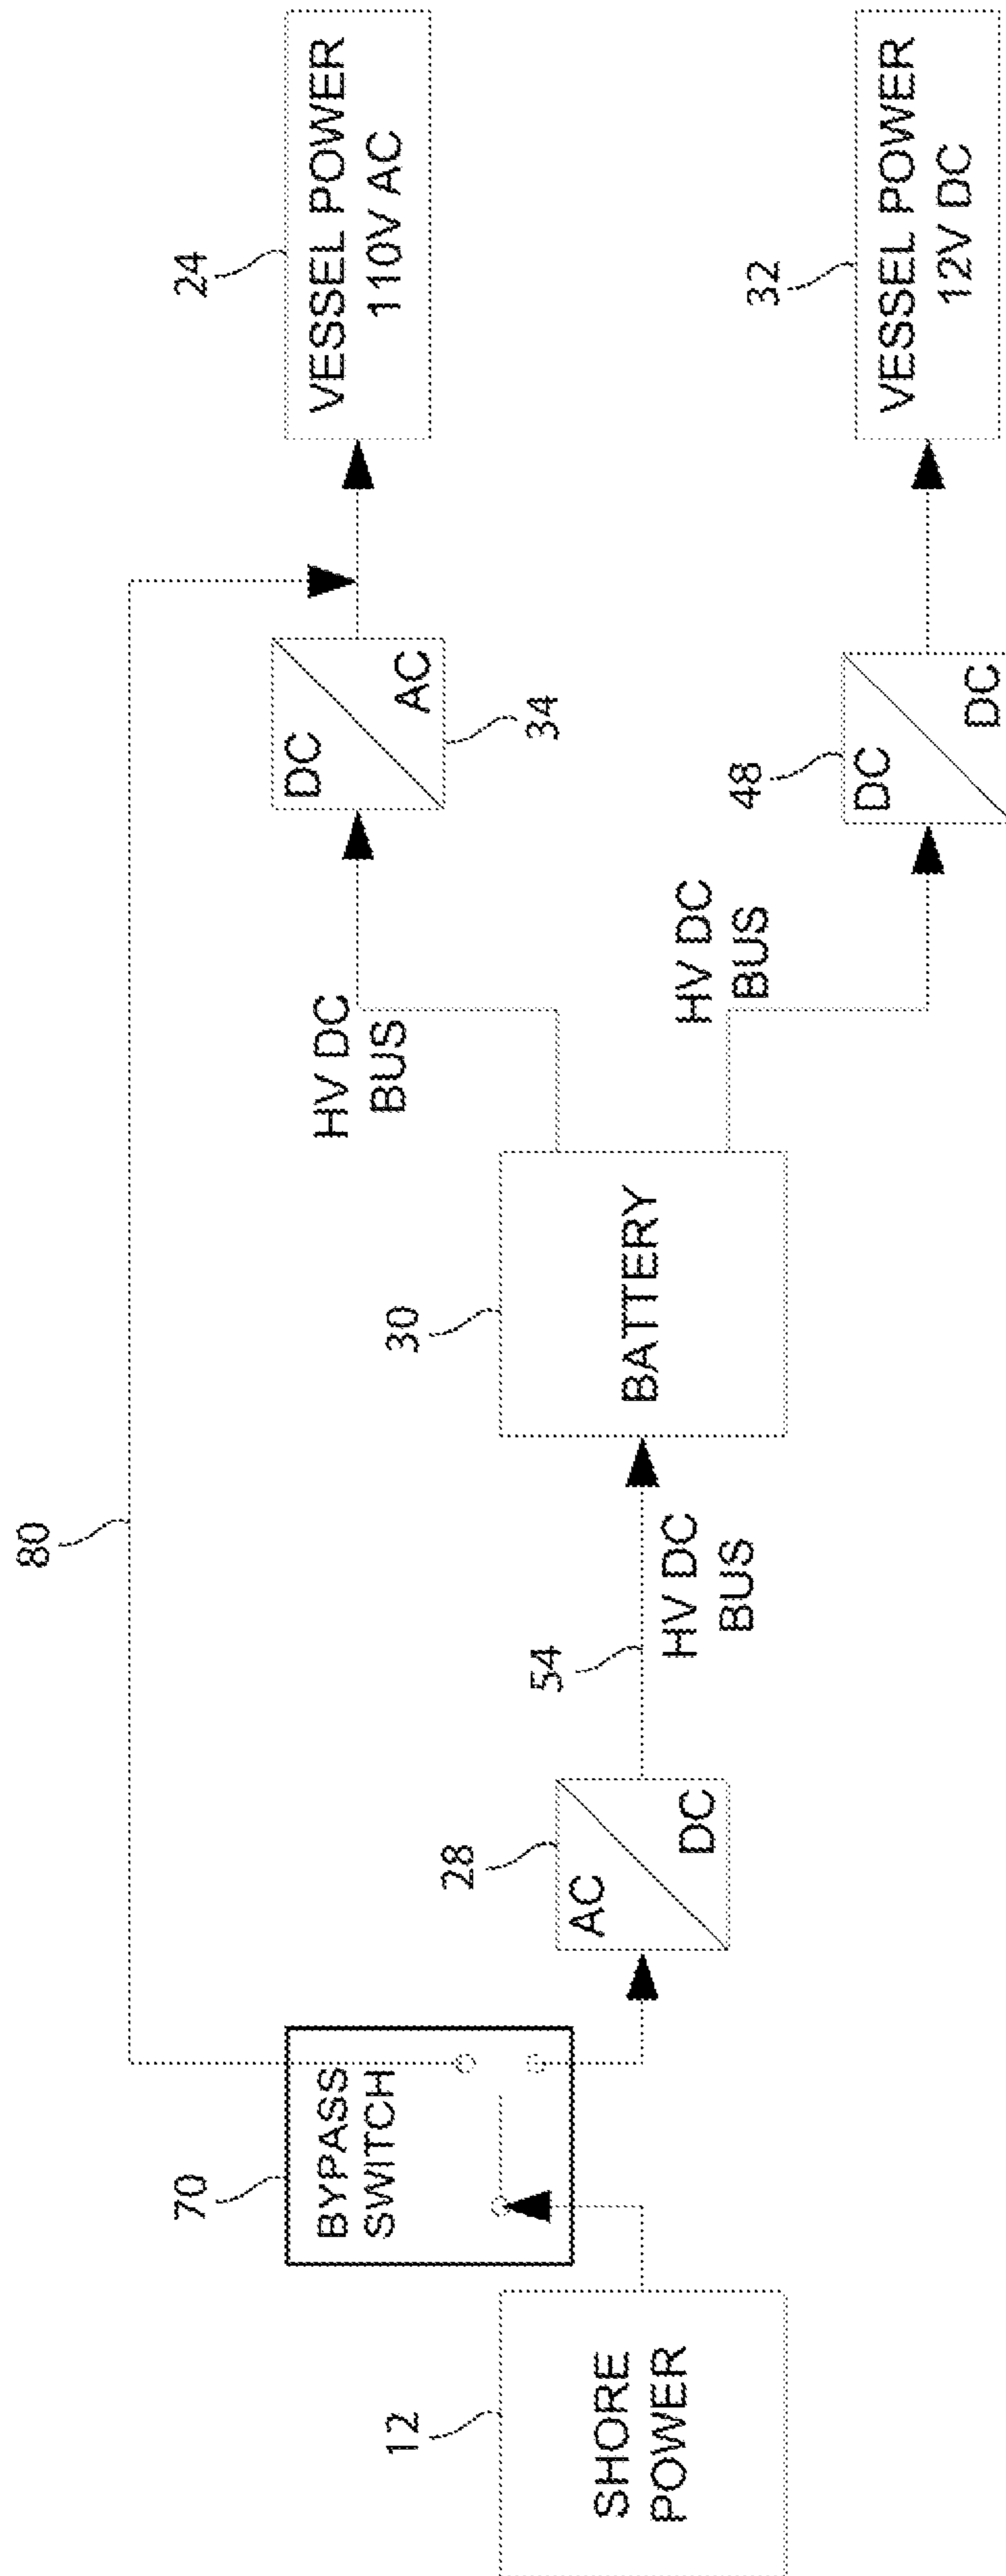 80
24
VESSEL POWER
110V AC
DC
AC
34
HV DC
BUS
70
BYPASS
SWITCH
12
SHORE
POWER
28
AC
DC
54
HV DC
BUS
30
BATTERY
HV DC
BUS
48
DC
DC
32
VESSEL POWER
12V DC